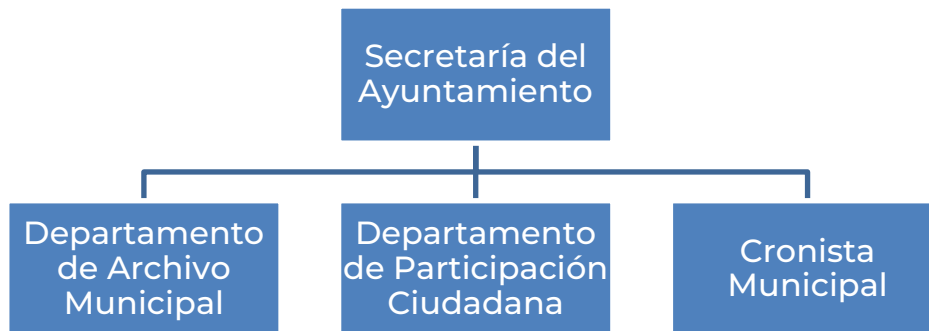 Secretaría del
Ayuntamiento
Departamento
de Archivo
Municipal
Departamento
de Participación
Ciudadana
Cronista
Municipal